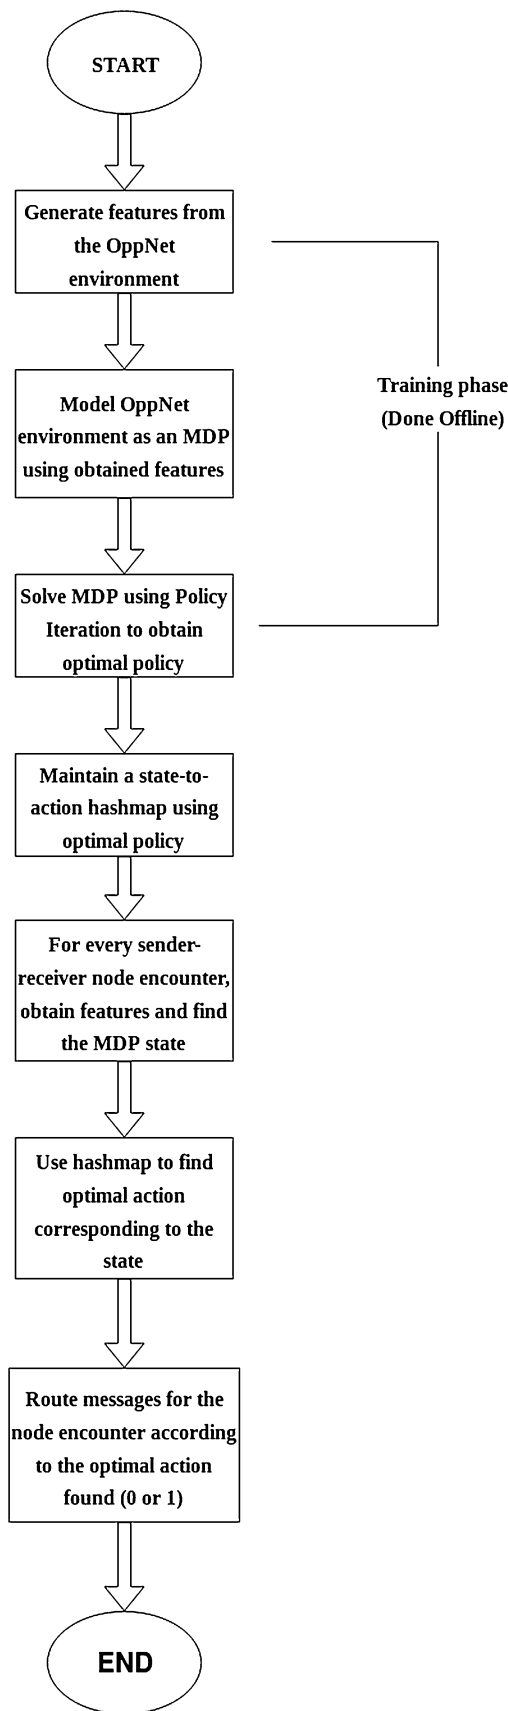 START
Generate features from
the OppNet
environment
Training phase
(Done Offline)
Model OppNet
environment as an MDP
using obtained features
Solve MDP using Policy
Iteration to obtain
optimal policy
Maintain a state-to-
action hashmap using
optimal policy
For every sender-
receiver node encounter,
obtain features and find
the MDP state
Use hashmap to find
optimal action
corresponding to the
state
Route messages for the
node encounter according
to the optimal action
found (0 or 1)
END